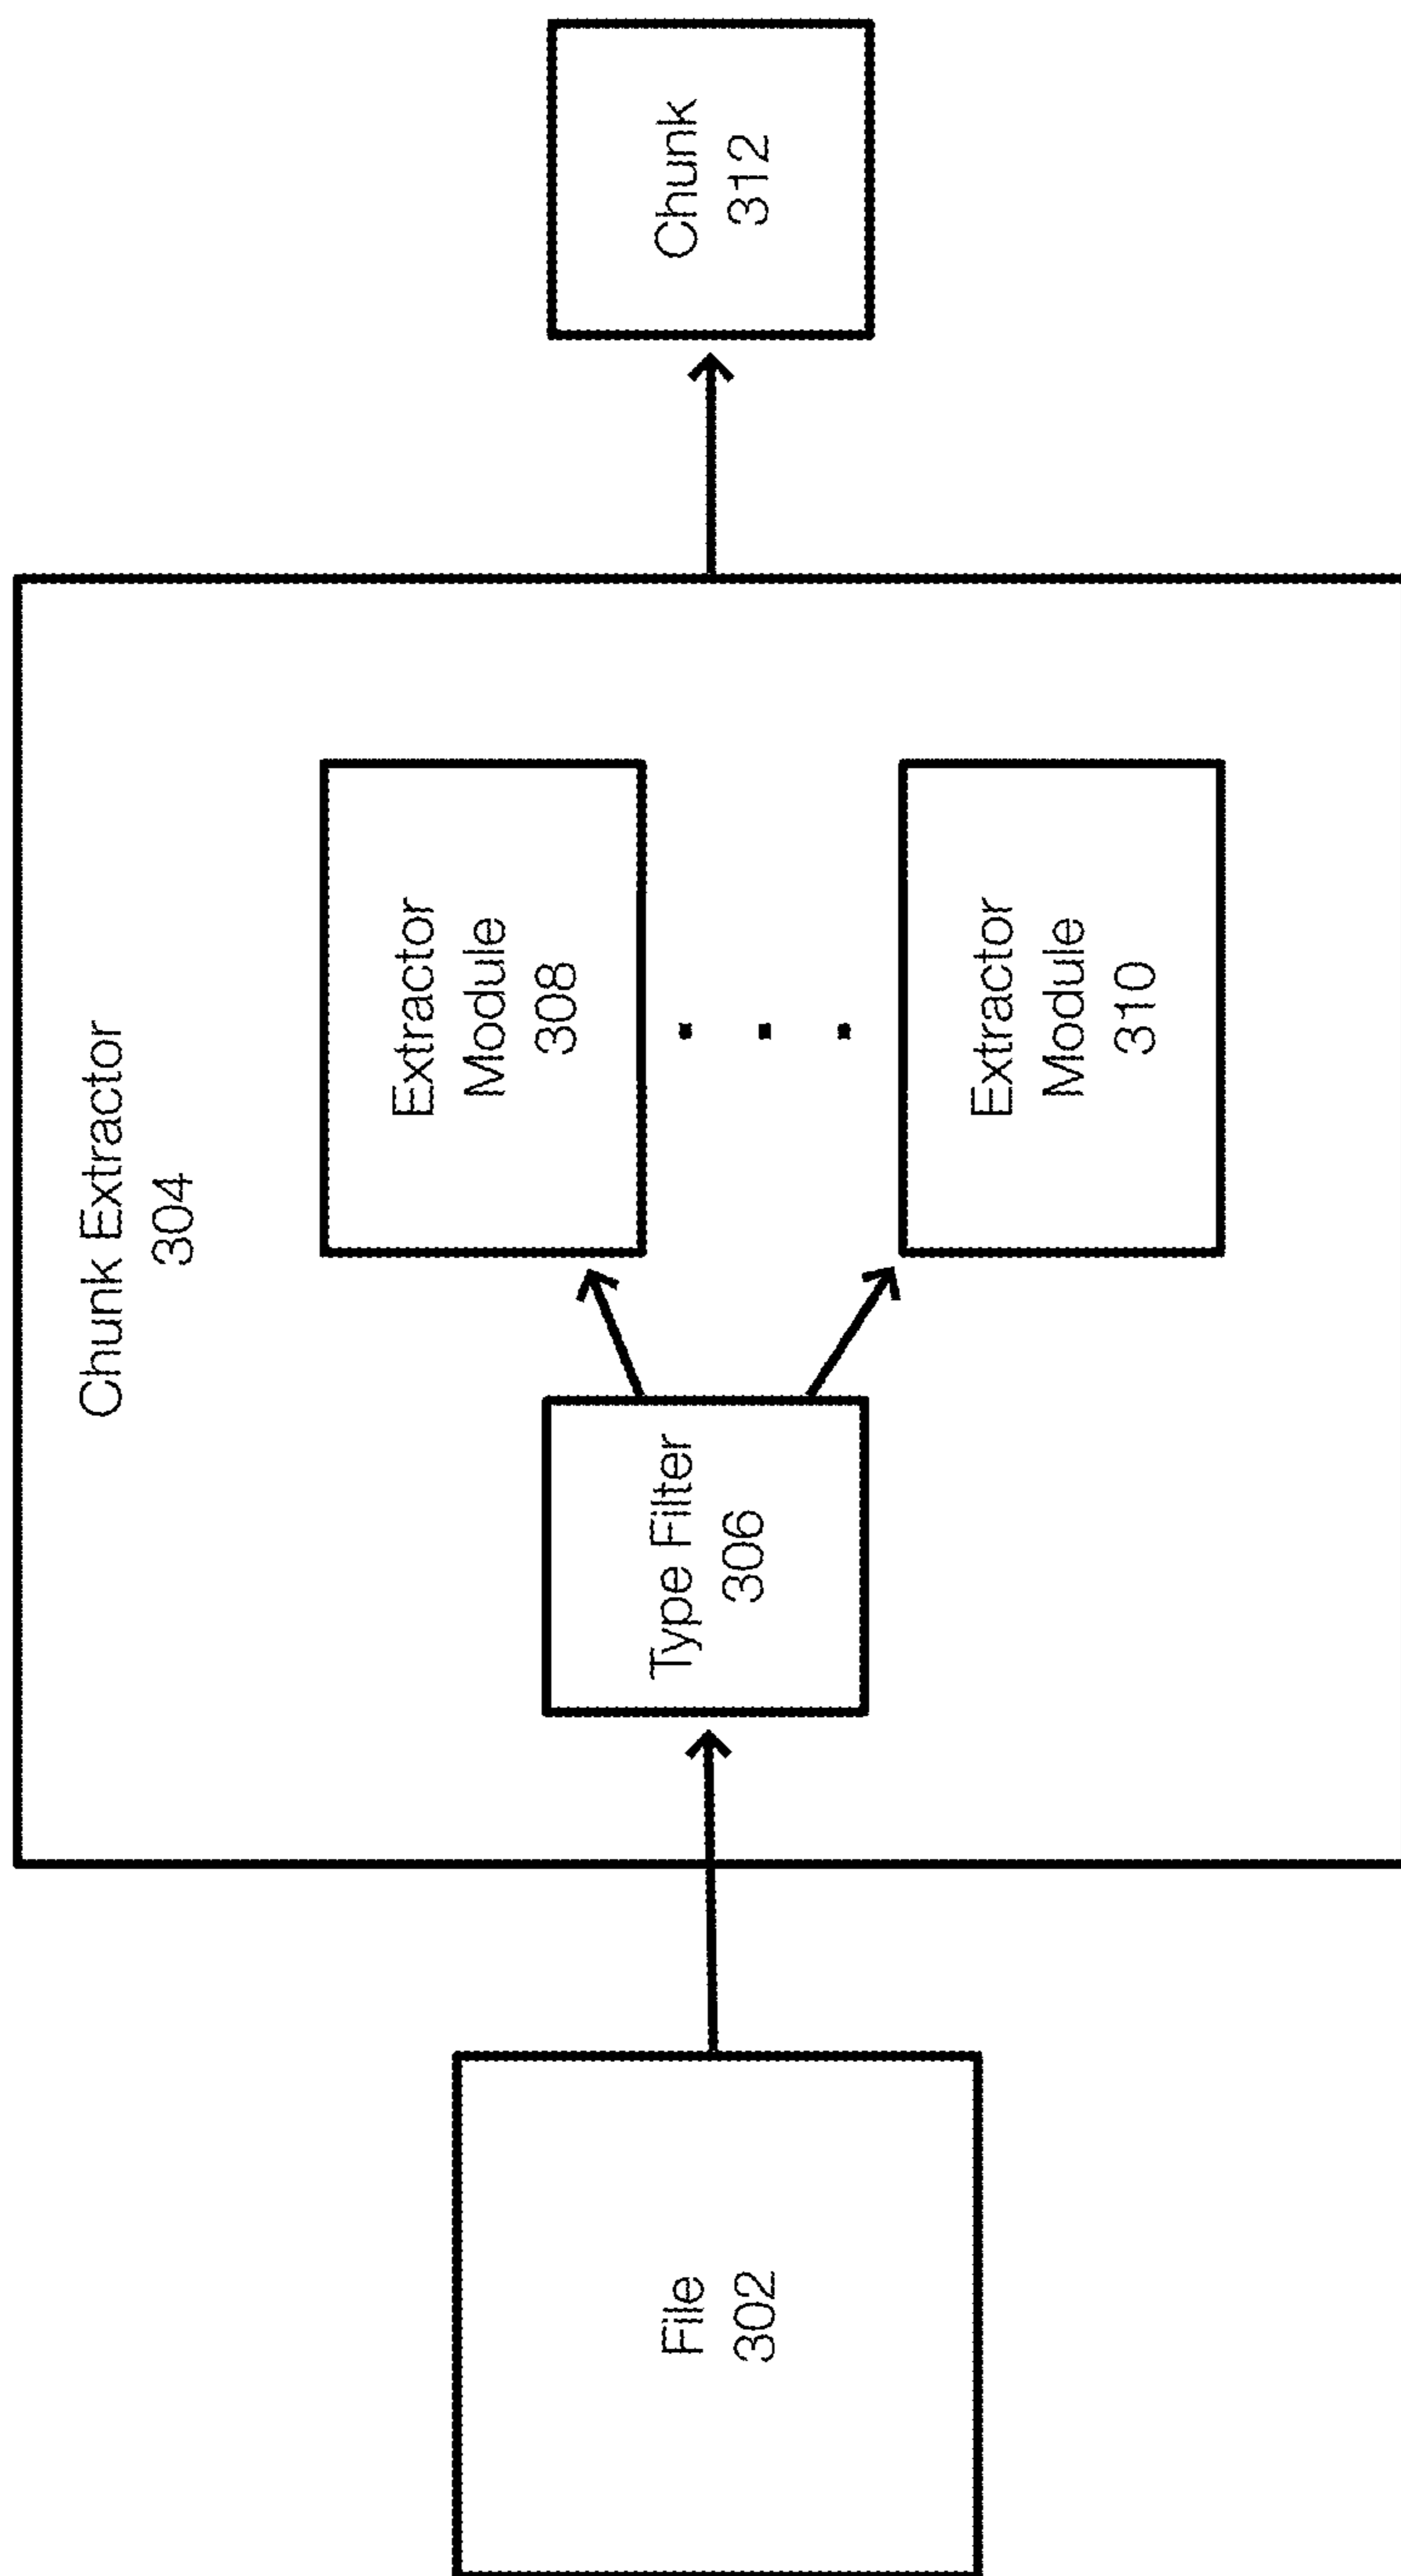 File
302
Chunk Extractor
304
Type Filter
306
Extractor
Module
308
Extractor
Module
310
Chunk
312